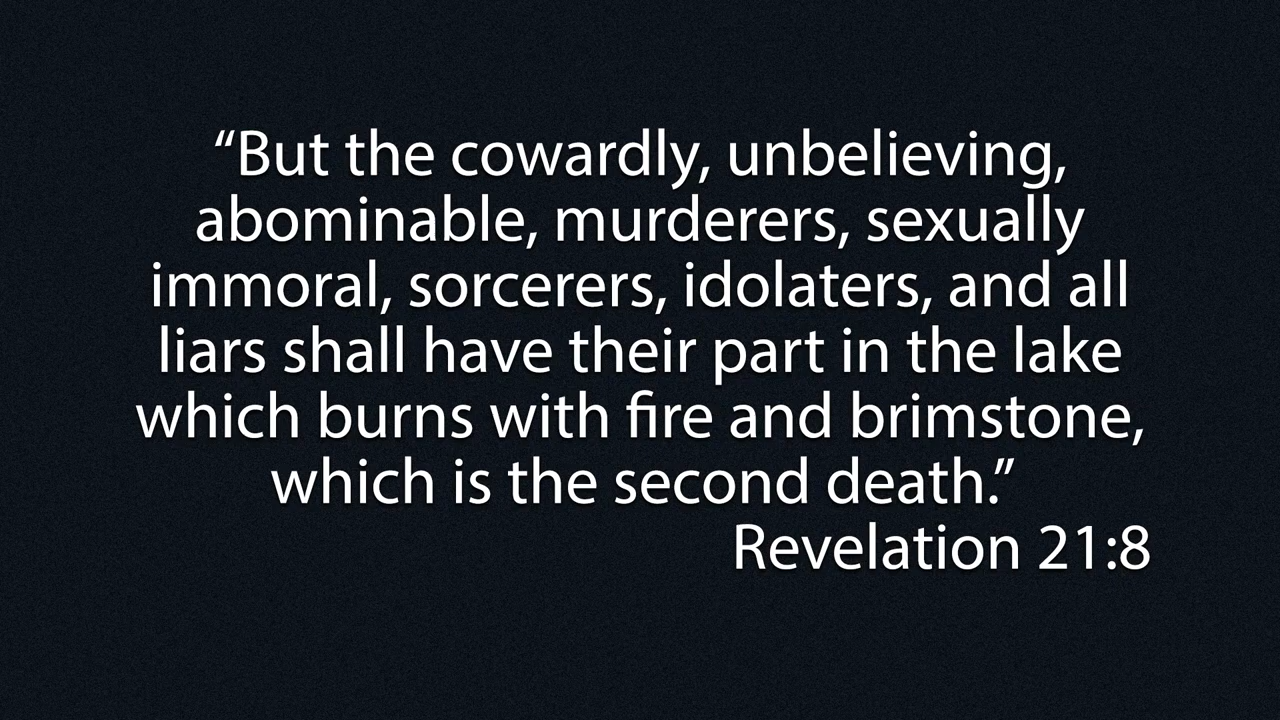 “But the cowardly, unbelieving,
abominable, murderers, sexually
immoral, sorcerers, idolaters, and all
liars shall have their part in the lake
which burns with fire and brimstone,
which is the second death.”
Revelation 21:8